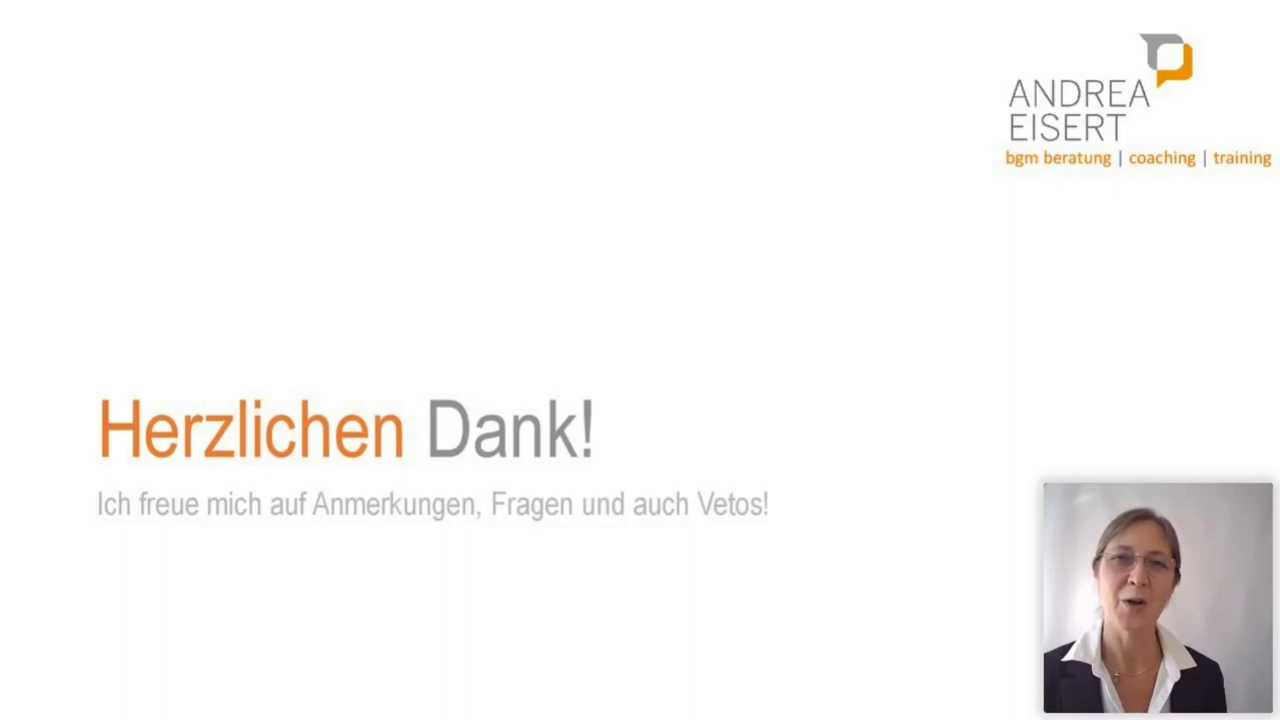 ANDREA
EISERT
bgm beratung | coaching | training
Herzlichen Dank!
Ich freue mich auf Anmerkungen, Fragen und auch Vetos!